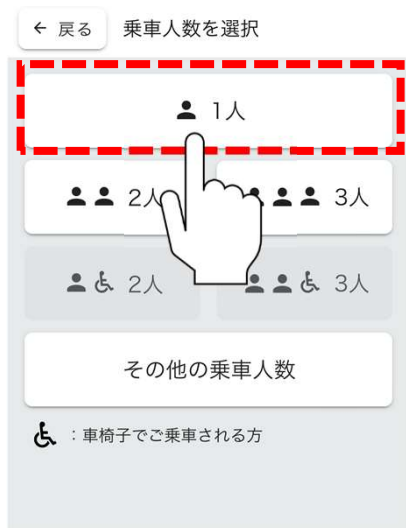 ← 戻る 乗車人数を選択
1人
2人 3人
2人 3人
その他の乗車人数
：車椅子でご乗車される方